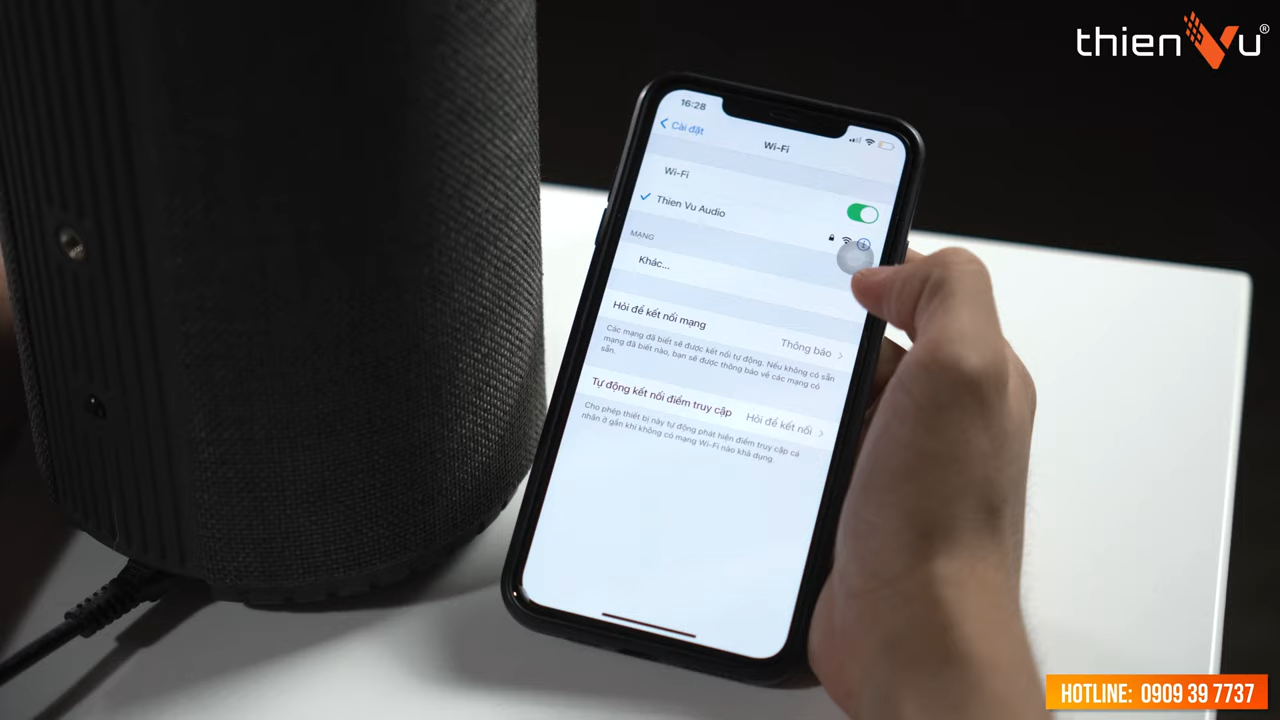 thienVu®
16:28
Cài đặt
Wi-Fi
Wi-Fi
Thien Vu Audio
MẠNG
Khác...
Hỏi để kết nối mạng
Thông báo
Các mạng đã biết sẽ được kết nối tự động. Nếu không có sẵn
mạng đã biết nào, bạn sẽ được thông báo về các mạng có
sẵn.
Tự động kết nối điểm truy cập
Hỏi để kết nối
Cho phép thiết bị này tự động phát hiện điểm truy cập cá
nhân ở gần khi không có mạng Wi-Fi nào khả dụng.
HOTLINE: 0909 39 7737